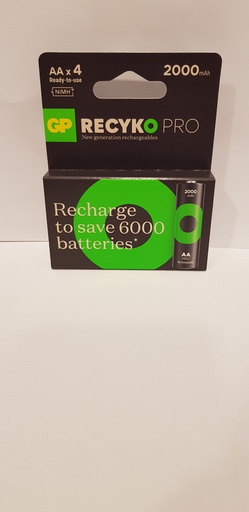 AA x 4
Ready-to-use
NiMH
2000mAh
GP RECYKO PRO
New generation rechargeables
Recharge
to save 6000
batteries*
2000
AA